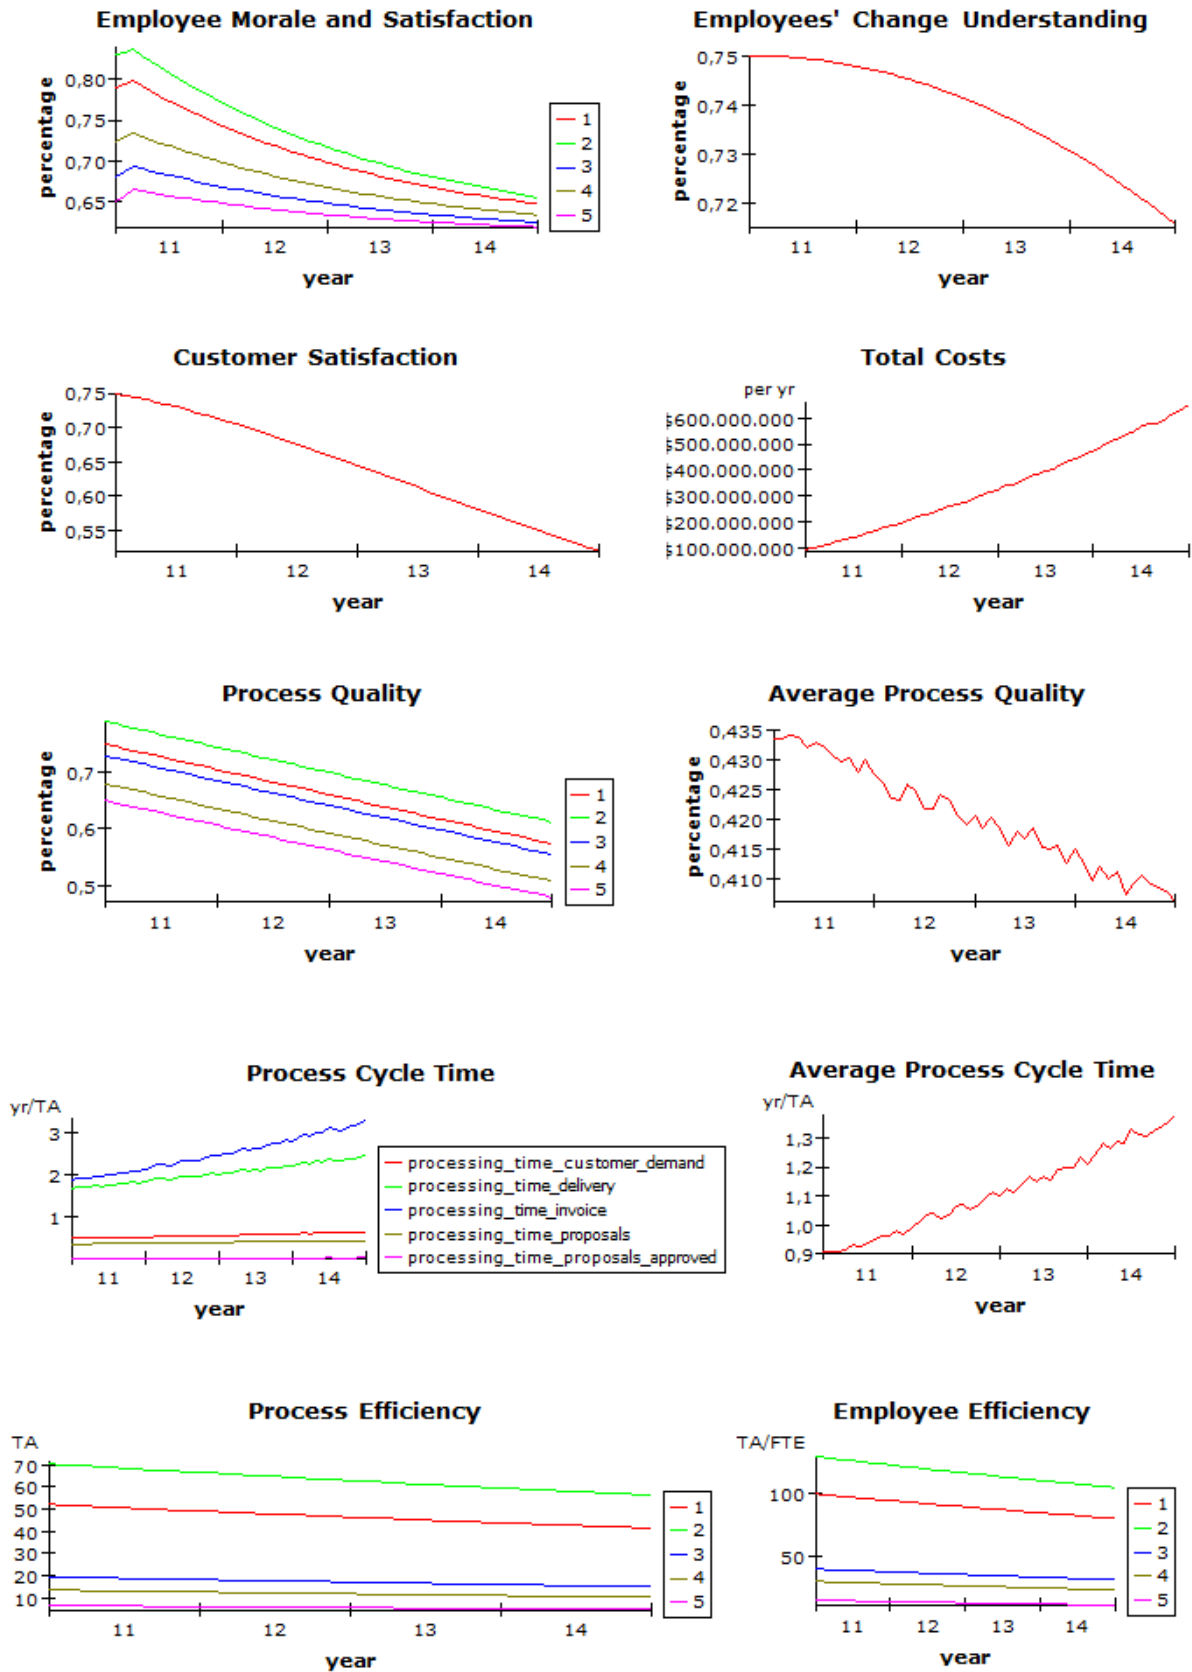 Employee Morale and Satisfaction
percentage
0,80
0,75
0,70
0,65
11 12 13 14
year
1
2
3
4
5
Employees' Change Understanding
percentage
0,75
0,74
0,73
0,72
11 12 13 14
year
Customer Satisfaction
percentage
0,75
0,70
0,65
0,60
0,55
11 12 13 14
year
Total Costs
per yr
$600.000.000
$500.000.000
$400.000.000
$300.000.000
$200.000.000
$100.000.000
11 12 13 14
year
Process Quality
percentage
0,7
0,6
0,5
11 12 13 14
year
1
2
3
4
5
Average Process Quality
percentage
0,435
0,430
0,425
0,420
0,415
0,410
11 12 13 14
year
Process Cycle Time
yr/TA
3
2
1
11 12 13 14
year
processing_time_customer_demand
processing_time_delivery
processing_time_invoice
processing_time_proposals
processing_time_proposals_approved
Average Process Cycle Time
yr/TA
1,3
1,2
1,1
1,0
0,9
11 12 13 14
year
Process Efficiency
TA
70
60
50
40
30
20
10
11 12 13 14
year
1
2
3
4
5
Employee Efficiency
TA/FTE
100
50
11 12 13 14
year
1
2
3
4
5